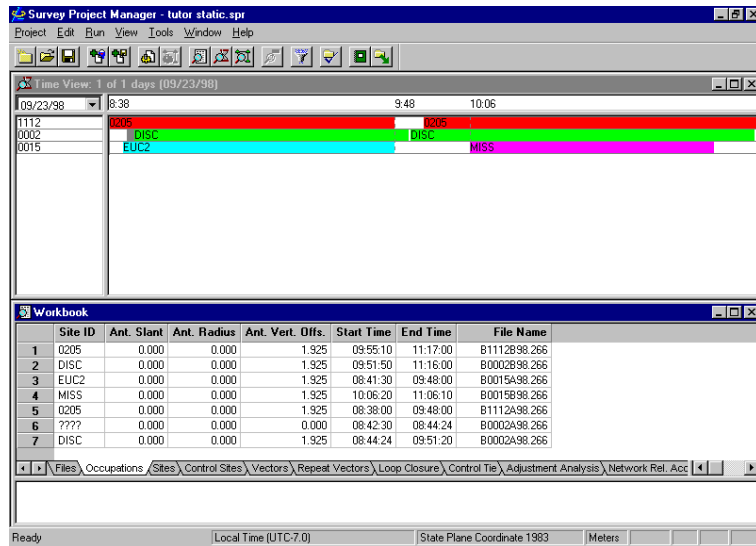 Survey Project Manager - tutor static.spr
Project Edit Run View Tools Window Help
Time View: 1 of 1 days (09/23/98)
09/23/98 8:38 9:48 10:06
1112 0205 0205
0002 DISC DISC
0015 EUC2 MISS
Workbook
Site ID Ant. Slant Ant. Radius Ant. Vert. Offs. Start Time End Time File Name
1 0205 0.000 0.000 1.925 09:55:10 11:17:00 B1112B98.266
2 DISC 0.000 0.000 1.925 09:51:50 11:16:00 B0002B98.266
3 EUC2 0.000 0.000 1.925 08:41:30 09:48:00 B0015A98.266
4 MISS 0.000 0.000 1.925 10:06:20 11:06:10 B0015B98.266
5 0205 0.000 0.000 1.925 08:38:00 09:48:00 B1112A98.266
6 ???? 0.000 0.000 0.000 08:42:30 08:44:24 B0002A98.266
7 DISC 0.000 0.000 1.925 08:44:24 09:51:20 B0002A98.266
Files Occupations Sites Control Sites Vectors Repeat Vectors Loop Closure Control Tie Adjustment Analysis Network Rel. Acc
Ready Local Time (UTC-7.0) State Plane Coordinate 1983 Meters